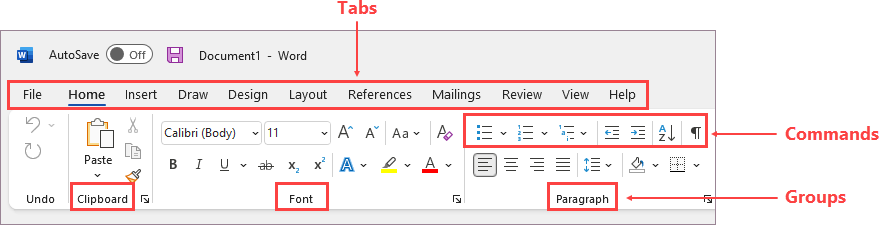 Tabs
AutoSave Off Document1 - Word
File Home Insert Draw Design Layout References Mailings Review View Help
Calibri (Body) 11 A A Aa A
Commands
Paste
B I U ab x₂ x² A A
Undo Clipboard Font Paragraph Groups